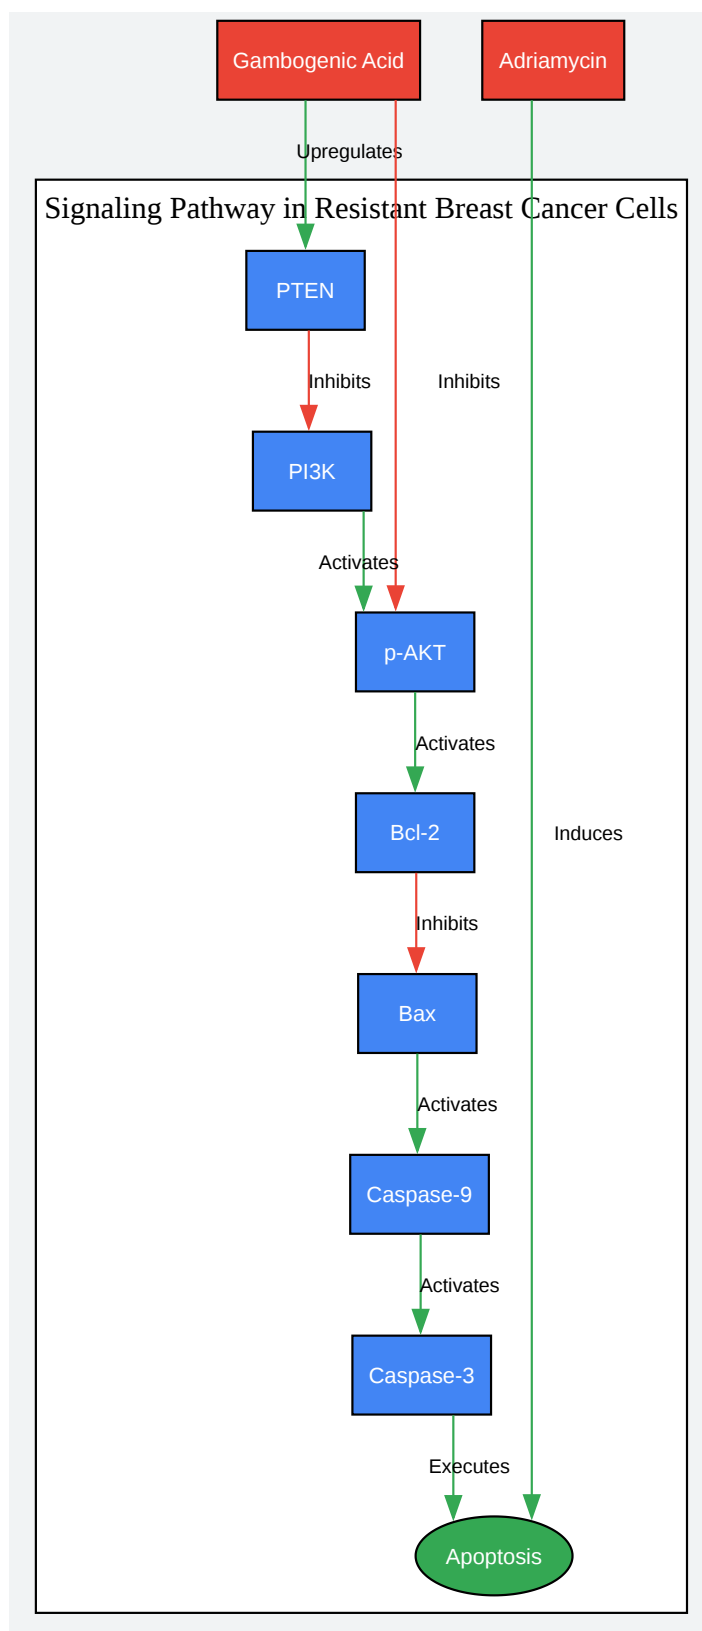 Gambogenic Acid
Adriamycin
Upregulates
Signaling Pathway in Resistant Breast Cancer Cells
PTEN
Inhibits
Inhibits
PI3K
Activates
p-AKT
Activates
Bcl-2
Induces
Inhibits
Bax
Activates
Caspase-9
Activates
Caspase-3
Executes
Apoptosis